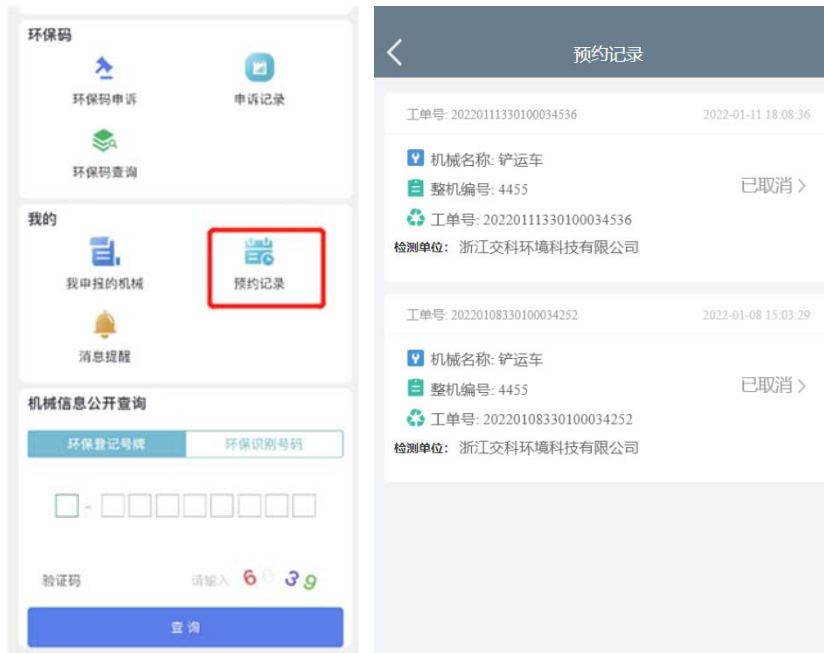 环保码
环保码申诉
申诉记录
环保码查询
我的
我申报的机械
预约记录
消息提醒
机械信息公开查询
环保登记号牌
环保识别号码
-
验证码
请输入
6639
查询
预约记录
工单号: 20220111330100034536
2022-01-11 18:08:36
机械名称: 铲运车
整机编号: 4455
已取消
工单号: 20220111330100034536
检测单位: 浙江交科环境科技有限公司
工单号: 20220108330100034252
2022-01-08 15:03:29
机械名称: 铲运车
整机编号: 4455
已取消
工单号: 20220108330100034252
检测单位: 浙江交科环境科技有限公司